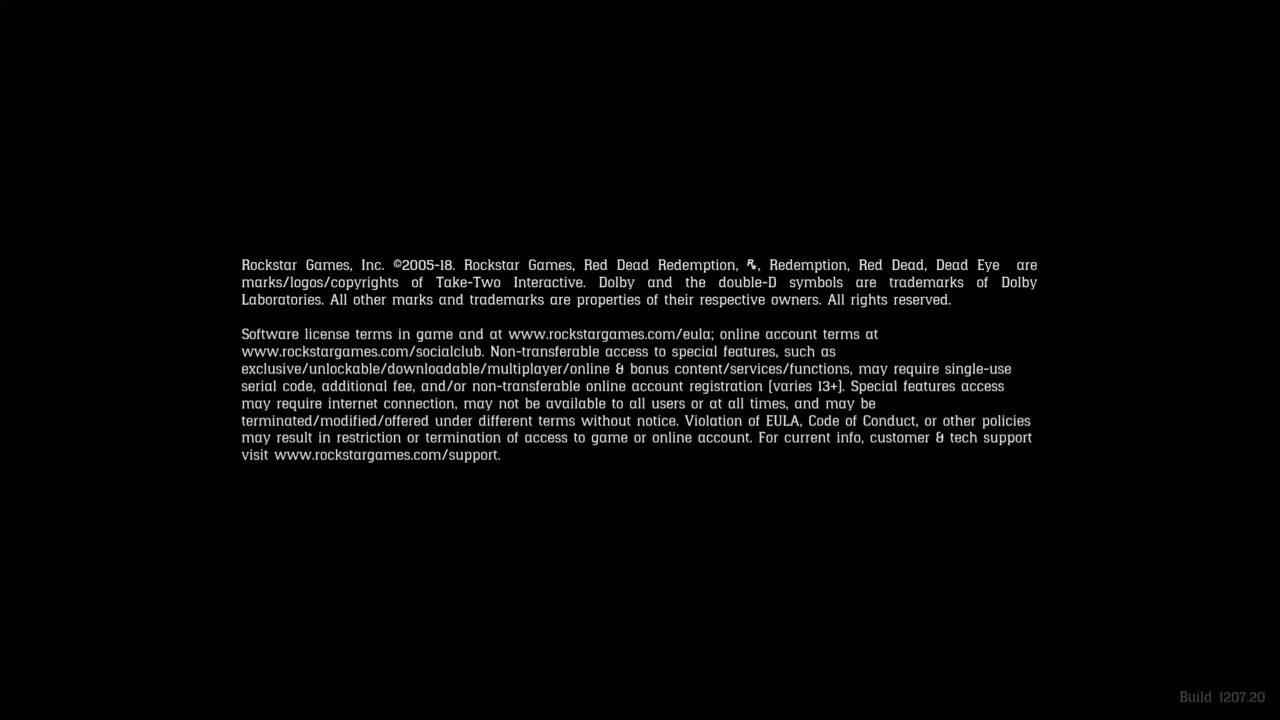 Rockstar Games, Inc. ©2005-18. Rockstar Games, Red Dead Redemption, R*, Redemption, Red Dead, Dead Eye are
marks/logos/copyrights of Take-Two Interactive. Dolby and the double-D symbols are trademarks of Dolby
Laboratories. All other marks and trademarks are properties of their respective owners. All rights reserved.
Software license terms in game and at www.rockstargames.com/eula; online account terms at
www.rockstargames.com/socialclub. Non-transferable access to special features, such as
exclusive/unlockable/downloadable/multiplayer/online & bonus content/services/functions, may require single-use
serial code, additional fee, and/or non-transferable online account registration [varies 13+]. Special features access
may require internet connection, may not be available to all users or at all times, and may be
terminated/modified/offered under different terms without notice. Violation of EULA, Code of Conduct, or other policies
may result in restriction or termination of access to game or online account. For current info, customer & tech support
visit www.rockstargames.com/support.
Build 1207.20